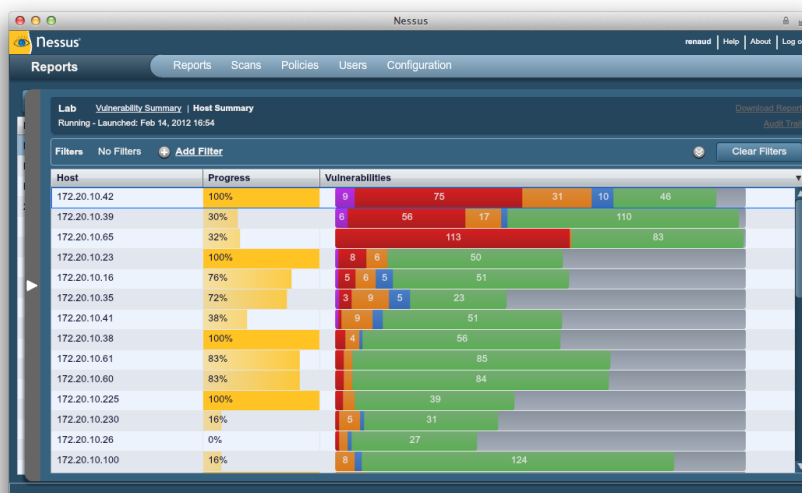 Nessus
Nessus
renaud | Help | About | Log o
Reports
Reports Scans Policies Users Configuration
Lab Vulnerability Summary | Host Summary Download Report
Running - Launched: Feb 14, 2012 16:54 Audit Trail
Filters No Filters Add Filter Clear Filters
Host Progress Vulnerabilities
172.20.10.42 100% 9 75 31 10 46
172.20.10.39 30% 6 56 17 110
172.20.10.65 32% 113 83
172.20.10.23 100% 8 6 50
172.20.10.16 76% 5 6 5 51
172.20.10.35 72% 3 9 5 23
172.20.10.41 38% 9 51
172.20.10.38 100% 4 56
172.20.10.61 83% 85
172.20.10.60 83% 84
172.20.10.225 100% 39
172.20.10.230 16% 5 31
172.20.10.26 0% 27
172.20.10.100 16% 8 124